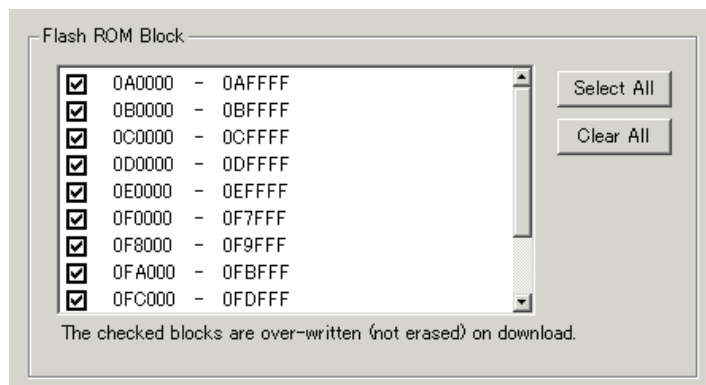 Flash ROM Block
0A0000 - 0AFFFF
0B0000 - 0BFFFF
0C0000 - 0CFFFF
0D0000 - 0DFFFF
0E0000 - 0EFFFF
0F0000 - 0F7FFF
0F8000 - 0F9FFF
0FA000 - 0FBFFF
0FC000 - 0FDFFF
Select All
Clear All
The checked blocks are over-written (not erased) on download.